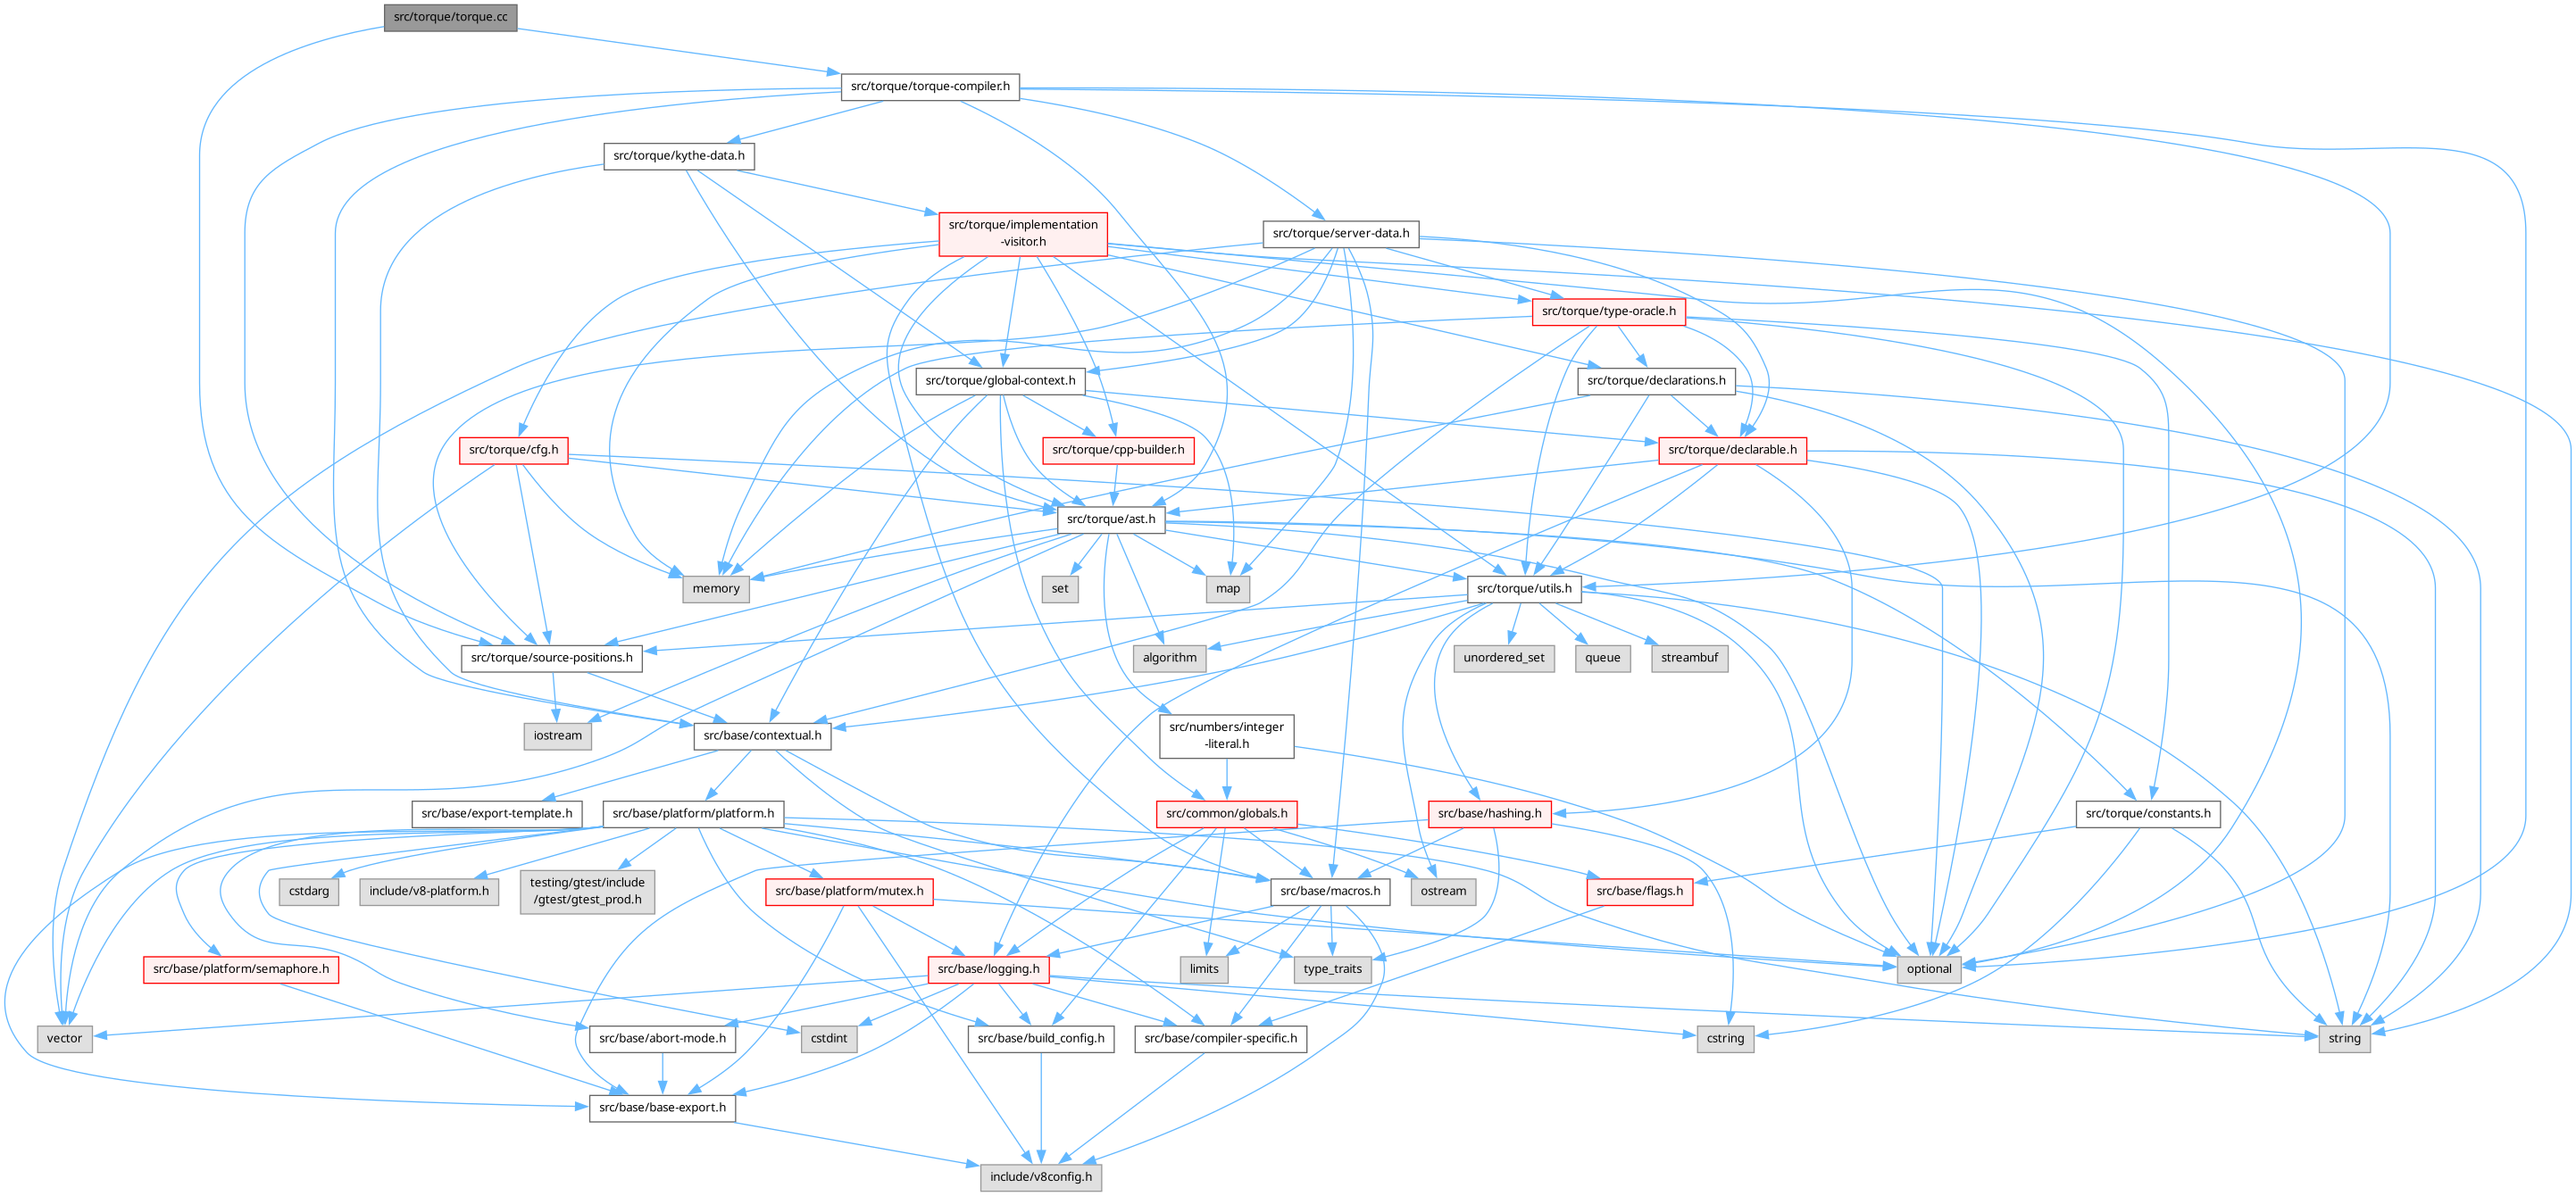 src/torque/torque.cc
src/torque/torque-compiler.h
src/torque/kythe-data.h
src/torque/implementation
-visitor.h
src/torque/server-data.h
src/torque/type-oracle.h
src/torque/global-context.h
src/torque/declarations.h
src/torque/cfg.h
src/torque/cpp-builder.h
src/torque/declarable.h
src/torque/ast.h
memory
set
map
src/torque/utils.h
src/torque/source-positions.h
algorithm
unordered_set
queue
streambuf
iostream
src/base/contextual.h
src/numbers/integer
-literal.h
src/base/export-template.h
src/base/platform/platform.h
src/common/globals.h
src/base/hashing.h
src/torque/constants.h
cstdarg
include/v8-platform.h
testing/gtest/include
/gtest/gtest_prod.h
src/base/platform/mutex.h
src/base/macros.h
ostream
src/base/flags.h
src/base/platform/semaphore.h
src/base/logging.h
limits
type_traits
optional
vector
src/base/abort-mode.h
cstdint
src/base/build_config.h
src/base/compiler-specific.h
cstring
string
src/base/base-export.h
include/v8config.h